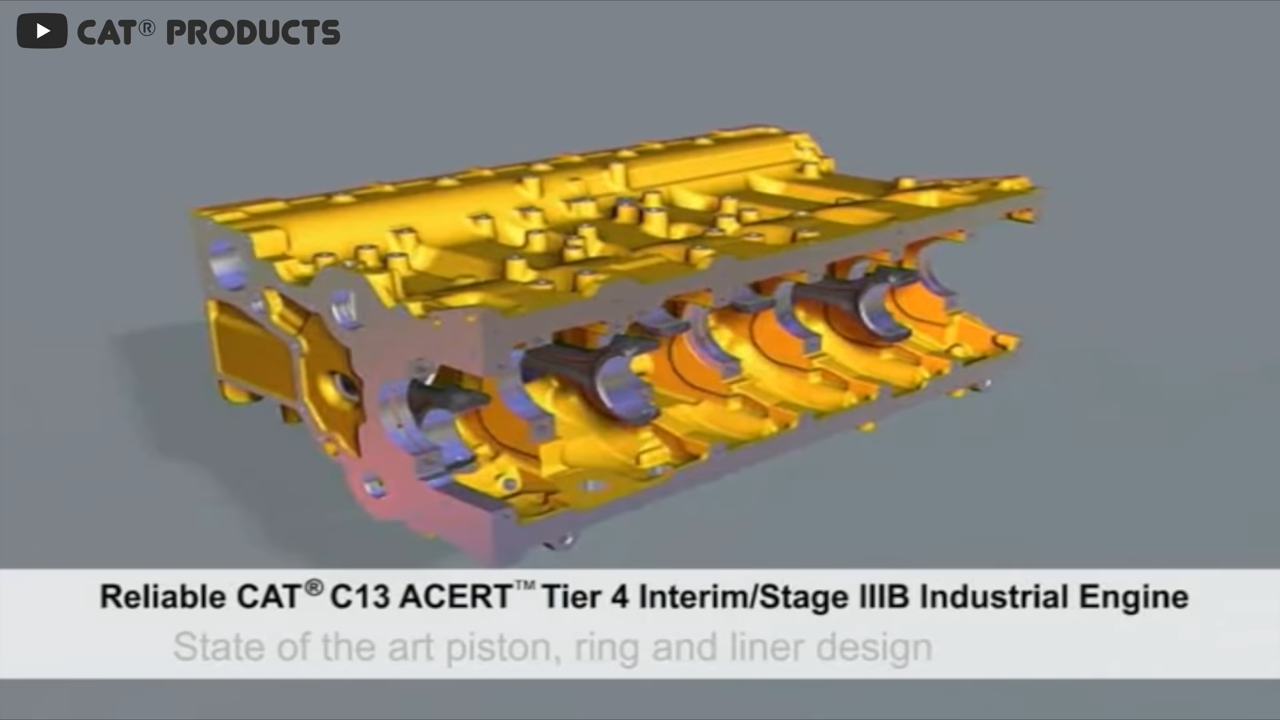 CAT® PRODUCTS
Reliable CAT® C13 ACERT™ Tier 4 Interim/Stage IIIB Industrial Engine
State of the art piston, ring and liner design